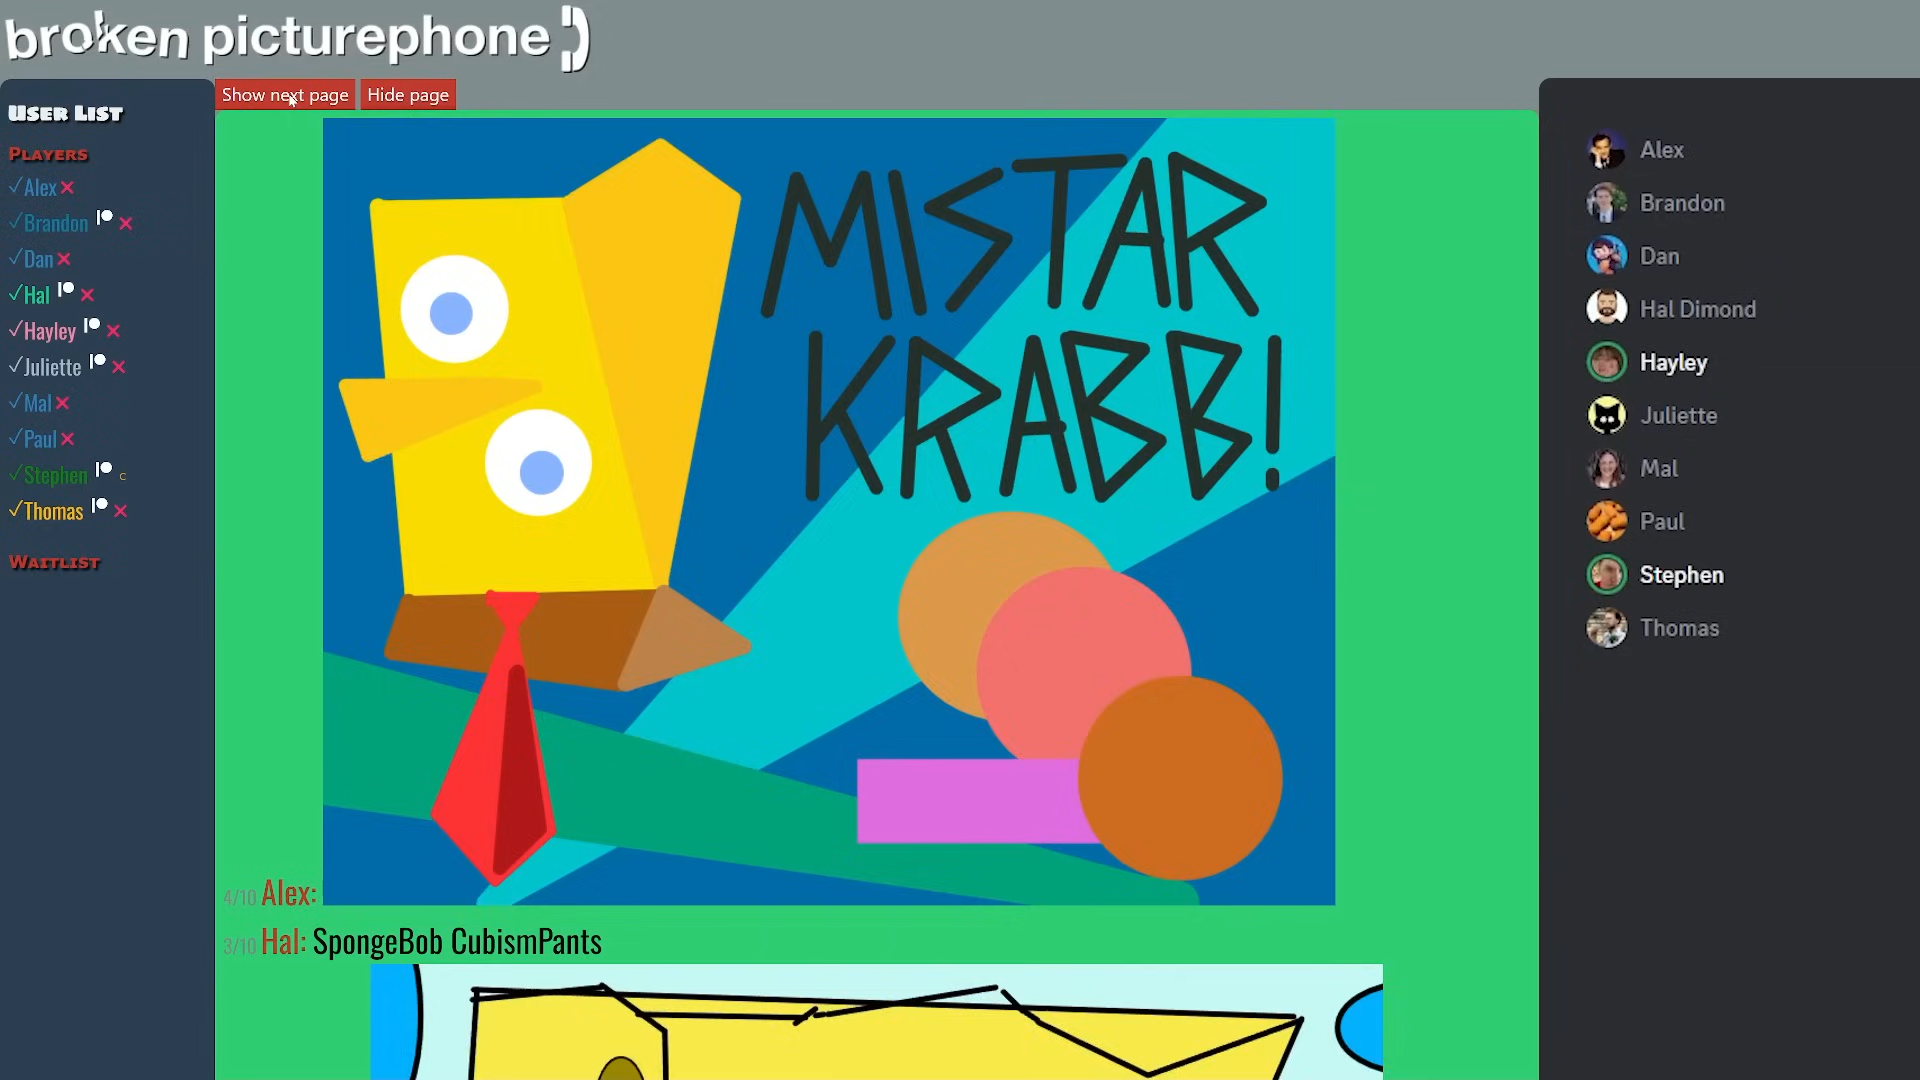 broken picturephone ;)
Show next page Hide page
User List
Players
✓Alex
✓Brandon
✓Dan
✓Hal
✓Hayley
✓Juliette
✓Mal
✓Paul
✓Stephen c
✓Thomas
Waitlist
MISTAR
KRABB!
4/10 Alex:
3/10 Hal: SpongeBob CubismPants
Alex
Brandon
Dan
Hal Dimond
Hayley
Juliette
Mal
Paul
Stephen
Thomas